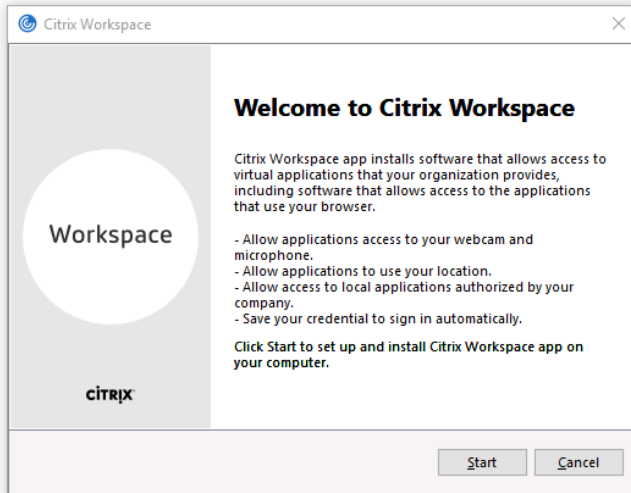 Citrix Workspace
Welcome to Citrix Workspace
Citrix Workspace app installs software that allows access to
virtual applications that your organization provides,
including software that allows access to the applications
that use your browser.
- Allow applications access to your webcam and
microphone.
- Allow applications to use your location.
- Allow access to local applications authorized by your
company.
- Save your credential to sign in automatically.
Click Start to set up and install Citrix Workspace app on
your computer.
Workspace
CİTRIX
Start
Cancel